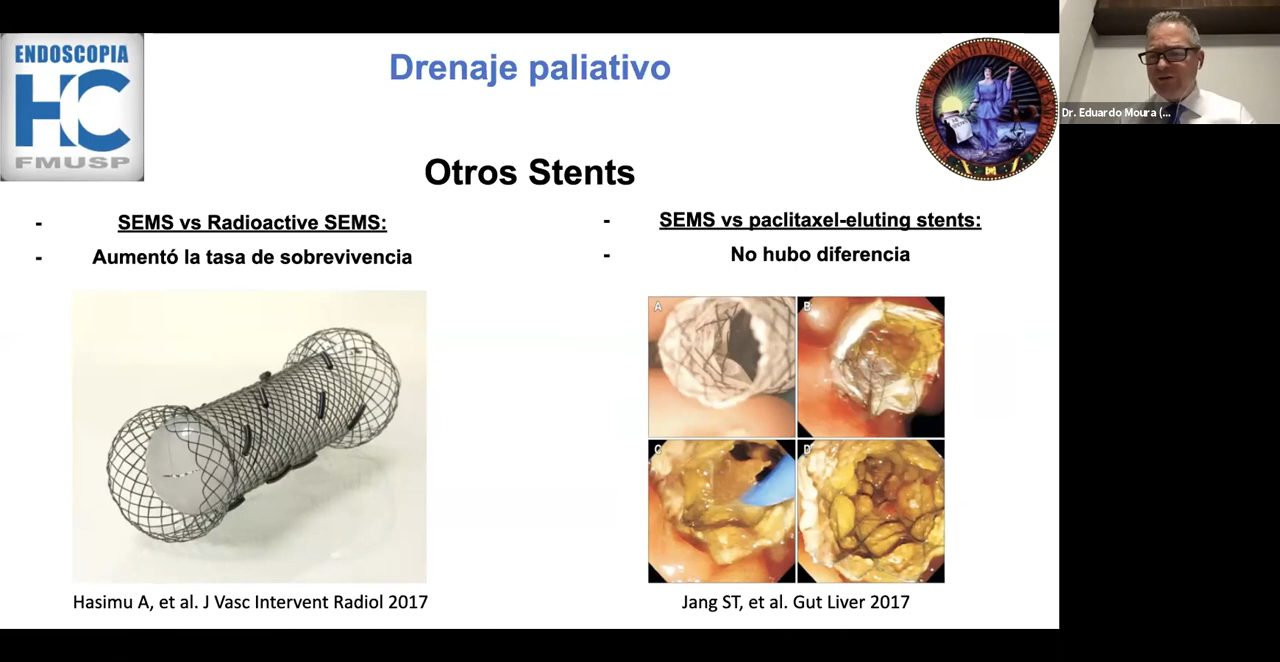 ENDOSCOPIA
HC
FMUSP
Drenaje paliativo
Otros Stents
- SEMS vs Radioactive SEMS:
- Aumentó la tasa de sobrevivencia
- SEMS vs paclitaxel-eluting stents:
- No hubo diferencia
A
B
C
D
Hasimu A, et al. J Vasc Intervent Radiol 2017
Jang ST, et al. Gut Liver 2017
Dr. Eduardo Moura (...